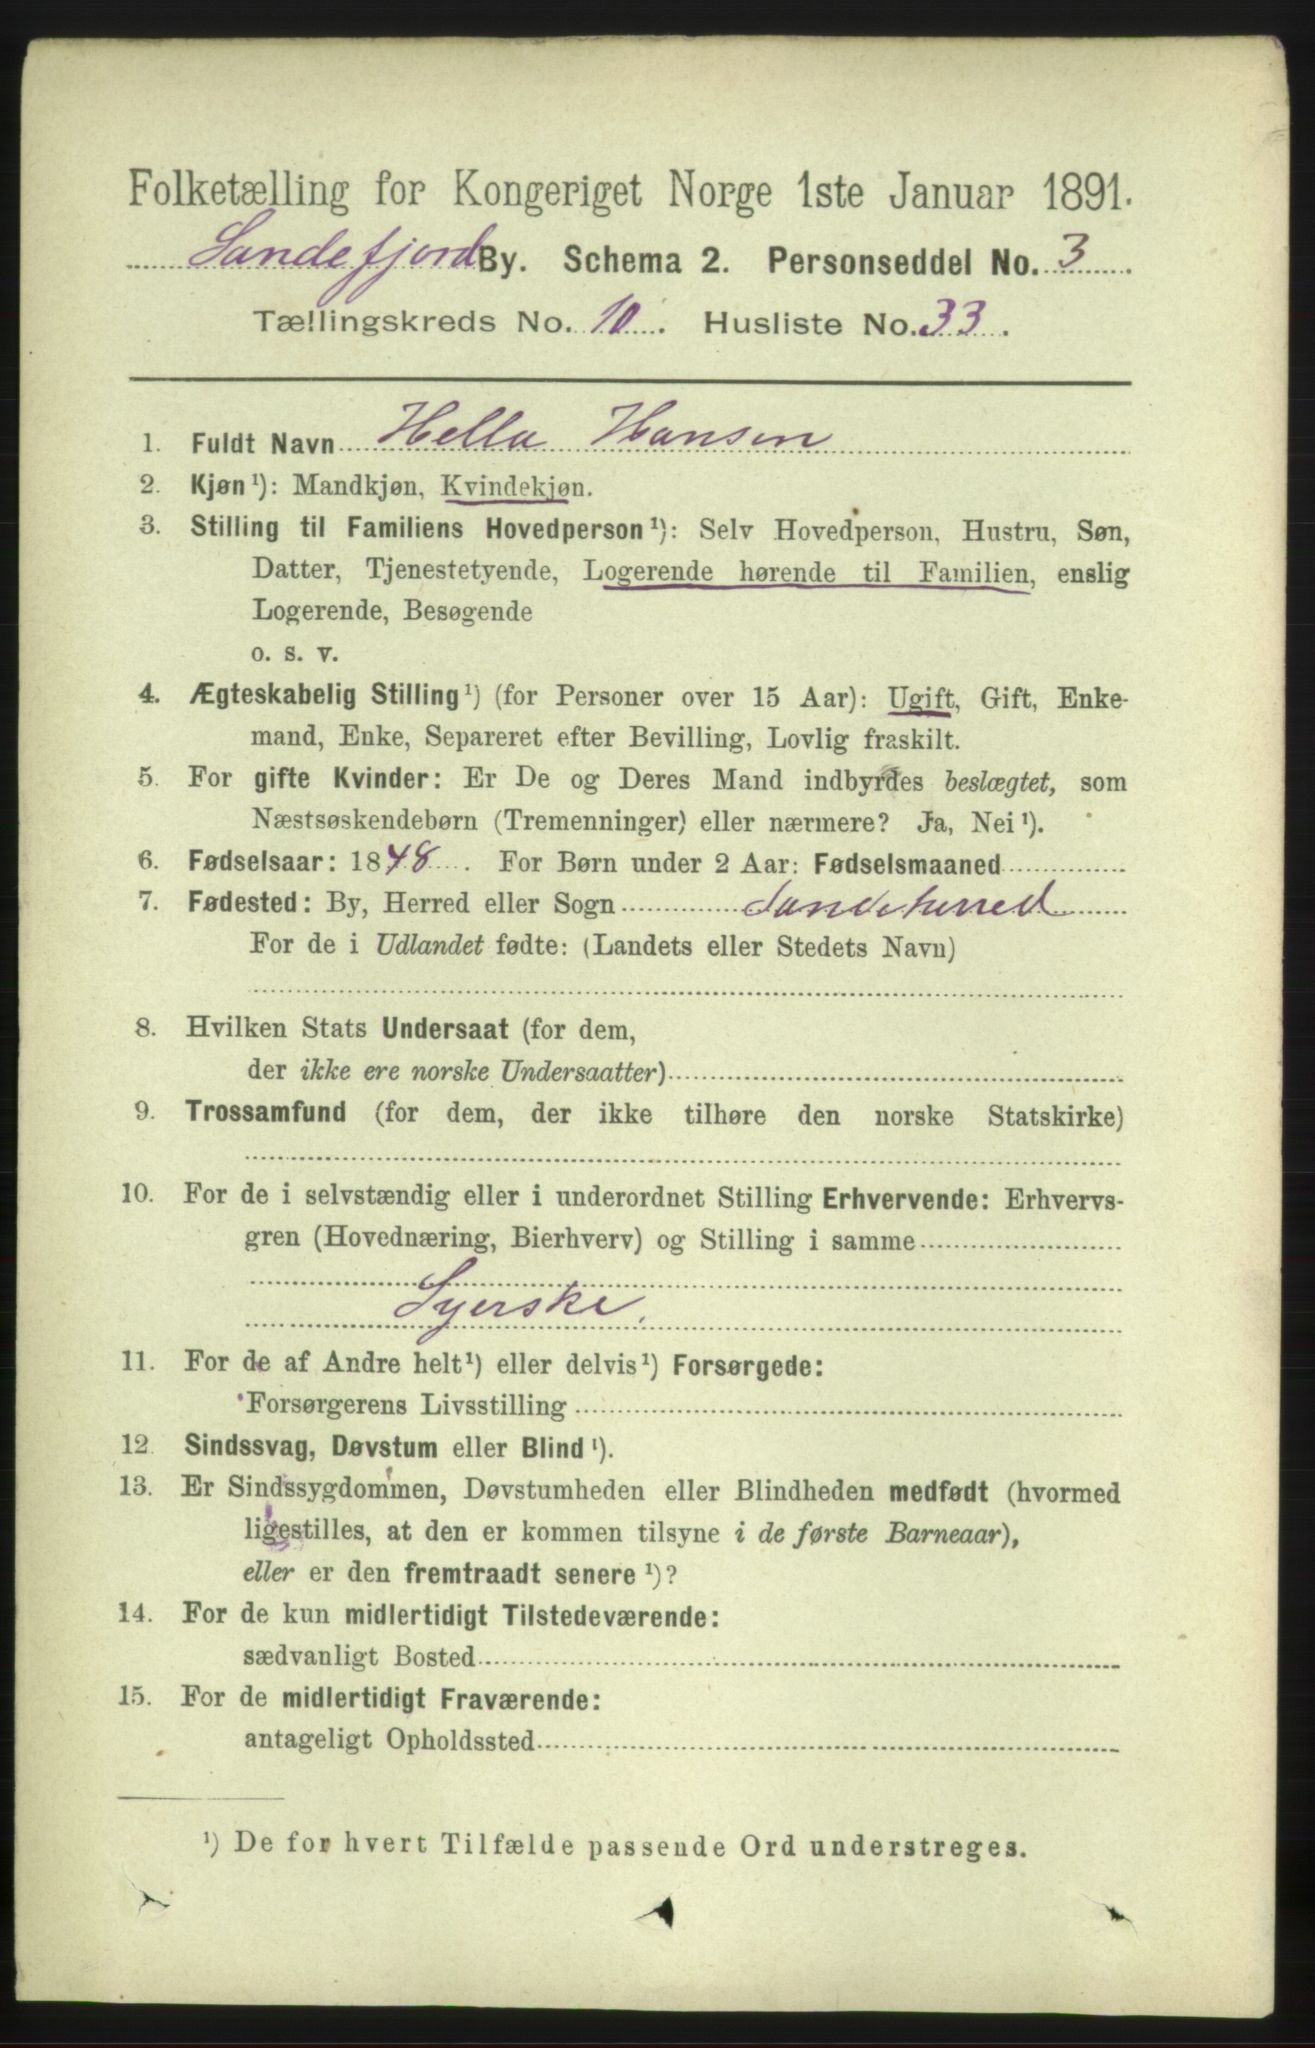 Folketælling for Kongeriget Norge 1ste Januar 1891.
Sandefjord By. Schema 2. Personseddel No. 3
Tællingskreds No. 10. Husliste No. 33.
1. Fuldt Navn Hella Hansen
2. Kjøn¹): Mandkjøn, Kvindekjøn.
3. Stilling til Familiens Hovedperson¹): Selv Hovedperson, Hustru, Søn,
Datter, Tjenestetyende, Logerende hørende til Familien, enslig
Logerende, Besøgende
o. s. v.
4. Ægteskabelig Stilling¹) (for Personer over 15 Aar): Ugift, Gift, Enke-
mand, Enke, Separeret efter Bevilling, Lovlig fraskilt.
5. For gifte Kvinder: Er De og Deres Mand indbyrdes beslægtet, som
Næstsøskendebørn (Tremenninger) eller nærmere? Ja, Nei¹).
6. Fødselsaar: 1848. For Børn under 2 Aar: Fødselsmaaned
7. Fødested: By, Herred eller Sogn Sandeherred
For de i Udlandet fødte: (Landets eller Stedets Navn)
8. Hvilken Stats Undersaat (for dem,
der ikke ere norske Undersaatter)
9. Trossamfund (for dem, der ikke tilhøre den norske Statskirke)
10. For de i selvstændig eller i underordnet Stilling Erhvervende: Erhvervs-
gren (Hovednæring, Bierhverv) og Stilling i samme
Syerske.
11. For de af Andre helt¹) eller delvis¹) Forsørgede:
Forsørgerens Livsstilling
12. Sindssvag, Døvstum eller Blind¹).
13. Er Sindssygdommen, Døvstumheden eller Blindheden medfødt (hvormed
ligestilles, at den er kommen tilsyne i de første Barneaar),
eller er den fremtraadt senere¹)?
14. For de kun midlertidigt Tilstedeværende:
sædvanligt Bosted
15. For de midlertidigt Fraværende:
antageligt Opholdssted
¹) De for hvert Tilfælde passende Ord understreges.